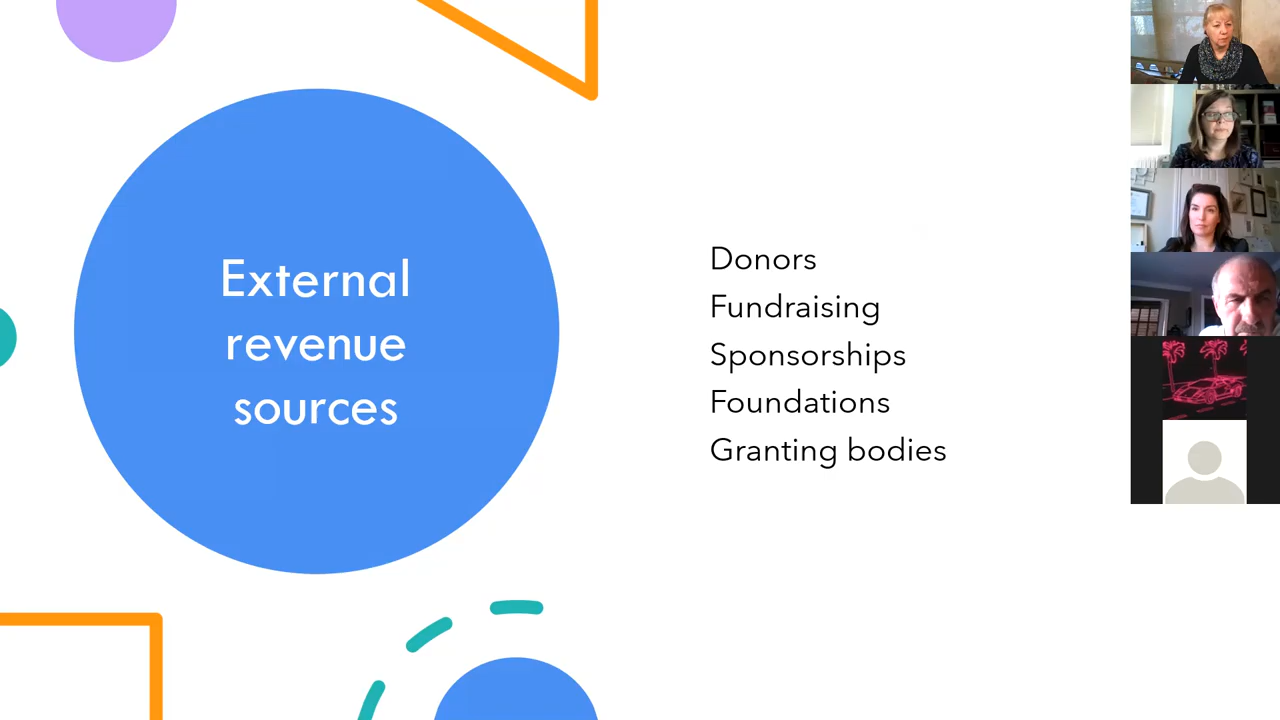 External
revenue
sources
Donors
Fundraising
Sponsorships
Foundations
Granting bodies